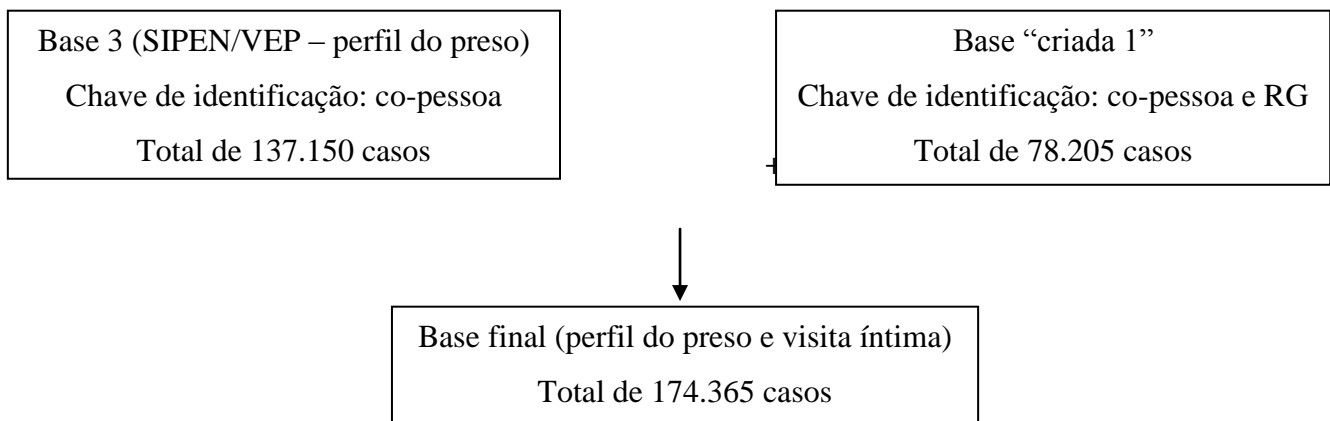 Base 3 (SIPEN/VEP – perfil do preso)
Chave de identificação: co-pessoa
Total de 137.150 casos
+
Base “criada 1”
Chave de identificação: co-pessoa e RG
Total de 78.205 casos
Base final (perfil do preso e visita íntima)
Total de 174.365 casos